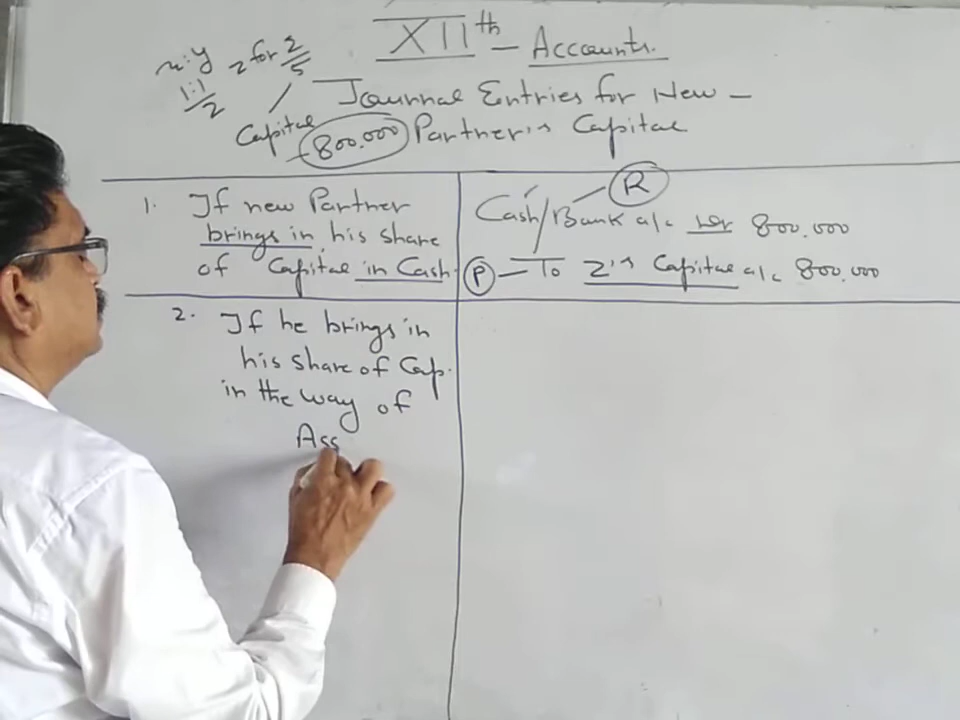 XIIth - Accounts.
x:y
1:1/2
z for 2/5
Capital
800.000
Journal Entries for New -
Partner's Capital
1. If new Partner
brings in his share
of Capital in Cash.
R
Cash/Bank a/c Dr 800.000
P - To Z's Capital a/c 800.000
2. If he brings in
his share of Cap.
in the way of
Ass